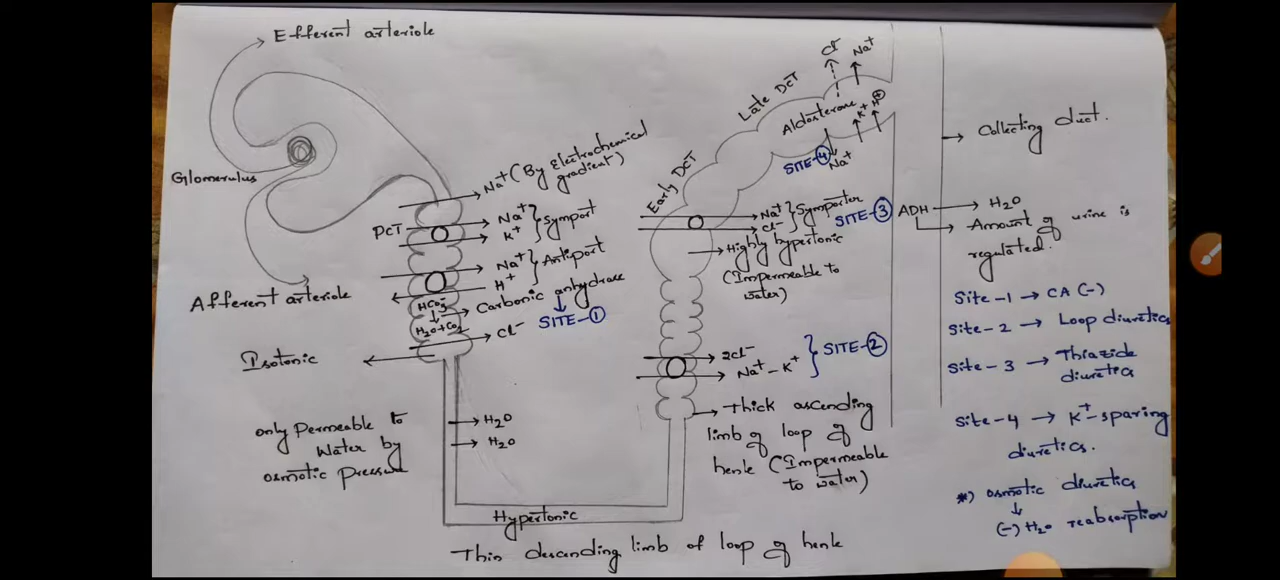 Efferent arteriole
Glomerulus
Afferent arteriole
Na+ (By Electrochemical
gradient)
PCT
Na+
K+
Symport
Na+
H+
Antiport
HCO3-
H2O+CO2
Carbonic anhydrase
SITE-1
Cl-
Isotonic
only Permeable to
Water by
osmotic pressure
H2O
H2O
Hypertonic
Thin descending limb of loop of henle
Early DCT
Late DCT
Cl-
Na+
Aldosterone
K+
H+
SITE-4
Na+
Na+
Cl-
Symporter
SITE-3
Highly hypertonic
(Impermeable to
water)
2Cl-
Na+-K+
SITE-2
Thick ascending
limb of loop of
henle (Impermeable
to water)
Collecting duct.
ADH
H2O
Amount of urine is
regulated.
Site-1 → CA (-)
Site-2 → Loop diuretics
Site-3 → Thiazide
diuretics
Site-4 → K+-sparing
diuretics.
*) osmotic diuretics
↓
(-) H2O reabsorption